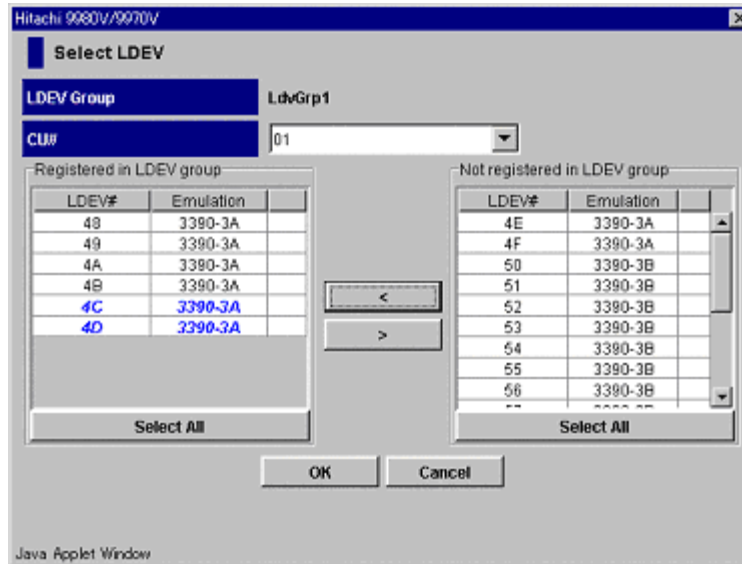 Hitachi 9980V/9970V
Select LDEV
LDEV Group LdvGrp1
CU# 01
Registered in LDEV group
LDEV# Emulation
48 3390-3A
49 3390-3A
4A 3390-3A
4B 3390-3A
4C 3390-3A
4D 3390-3A
Select All
<
>
Not registered in LDEV group
LDEV# Emulation
4E 3390-3A
4F 3390-3A
50 3390-3B
51 3390-3B
52 3390-3B
53 3390-3B
54 3390-3B
55 3390-3B
56 3390-3B
Select All
OK Cancel
Java Applet Window